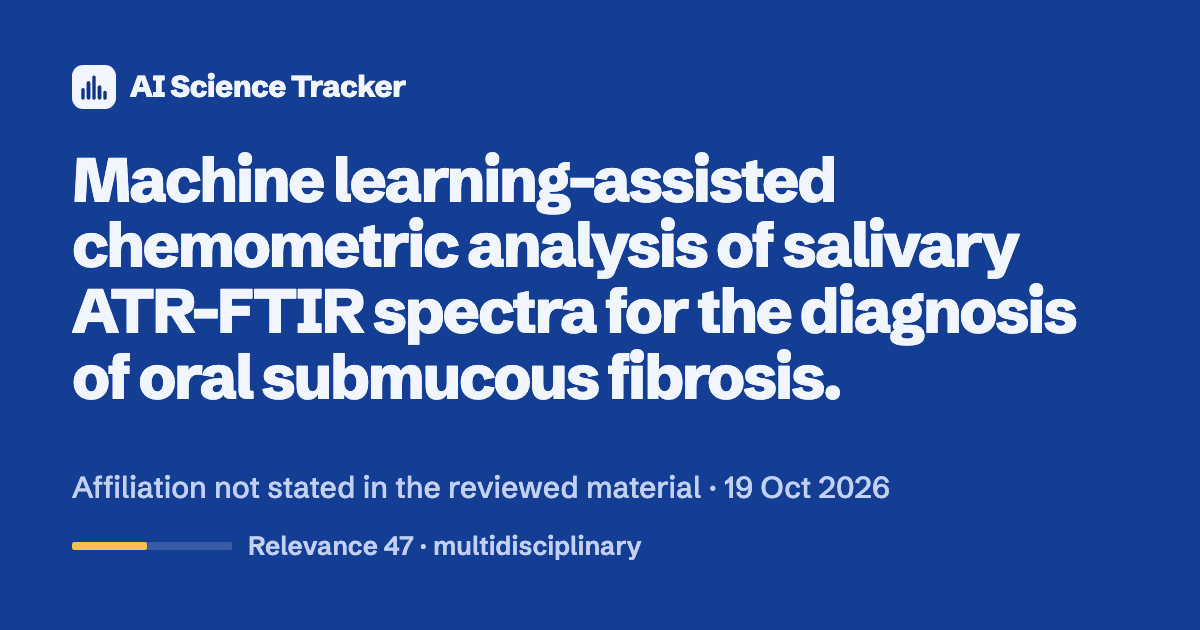 AI Science Tracker
Machine learning-assisted
chemometric analysis of salivary
ATR-FTIR spectra for the diagnosis
of oral submucous fibrosis.
Affiliation not stated in the reviewed material · 19 Oct 2026
Relevance 47 · multidisciplinary